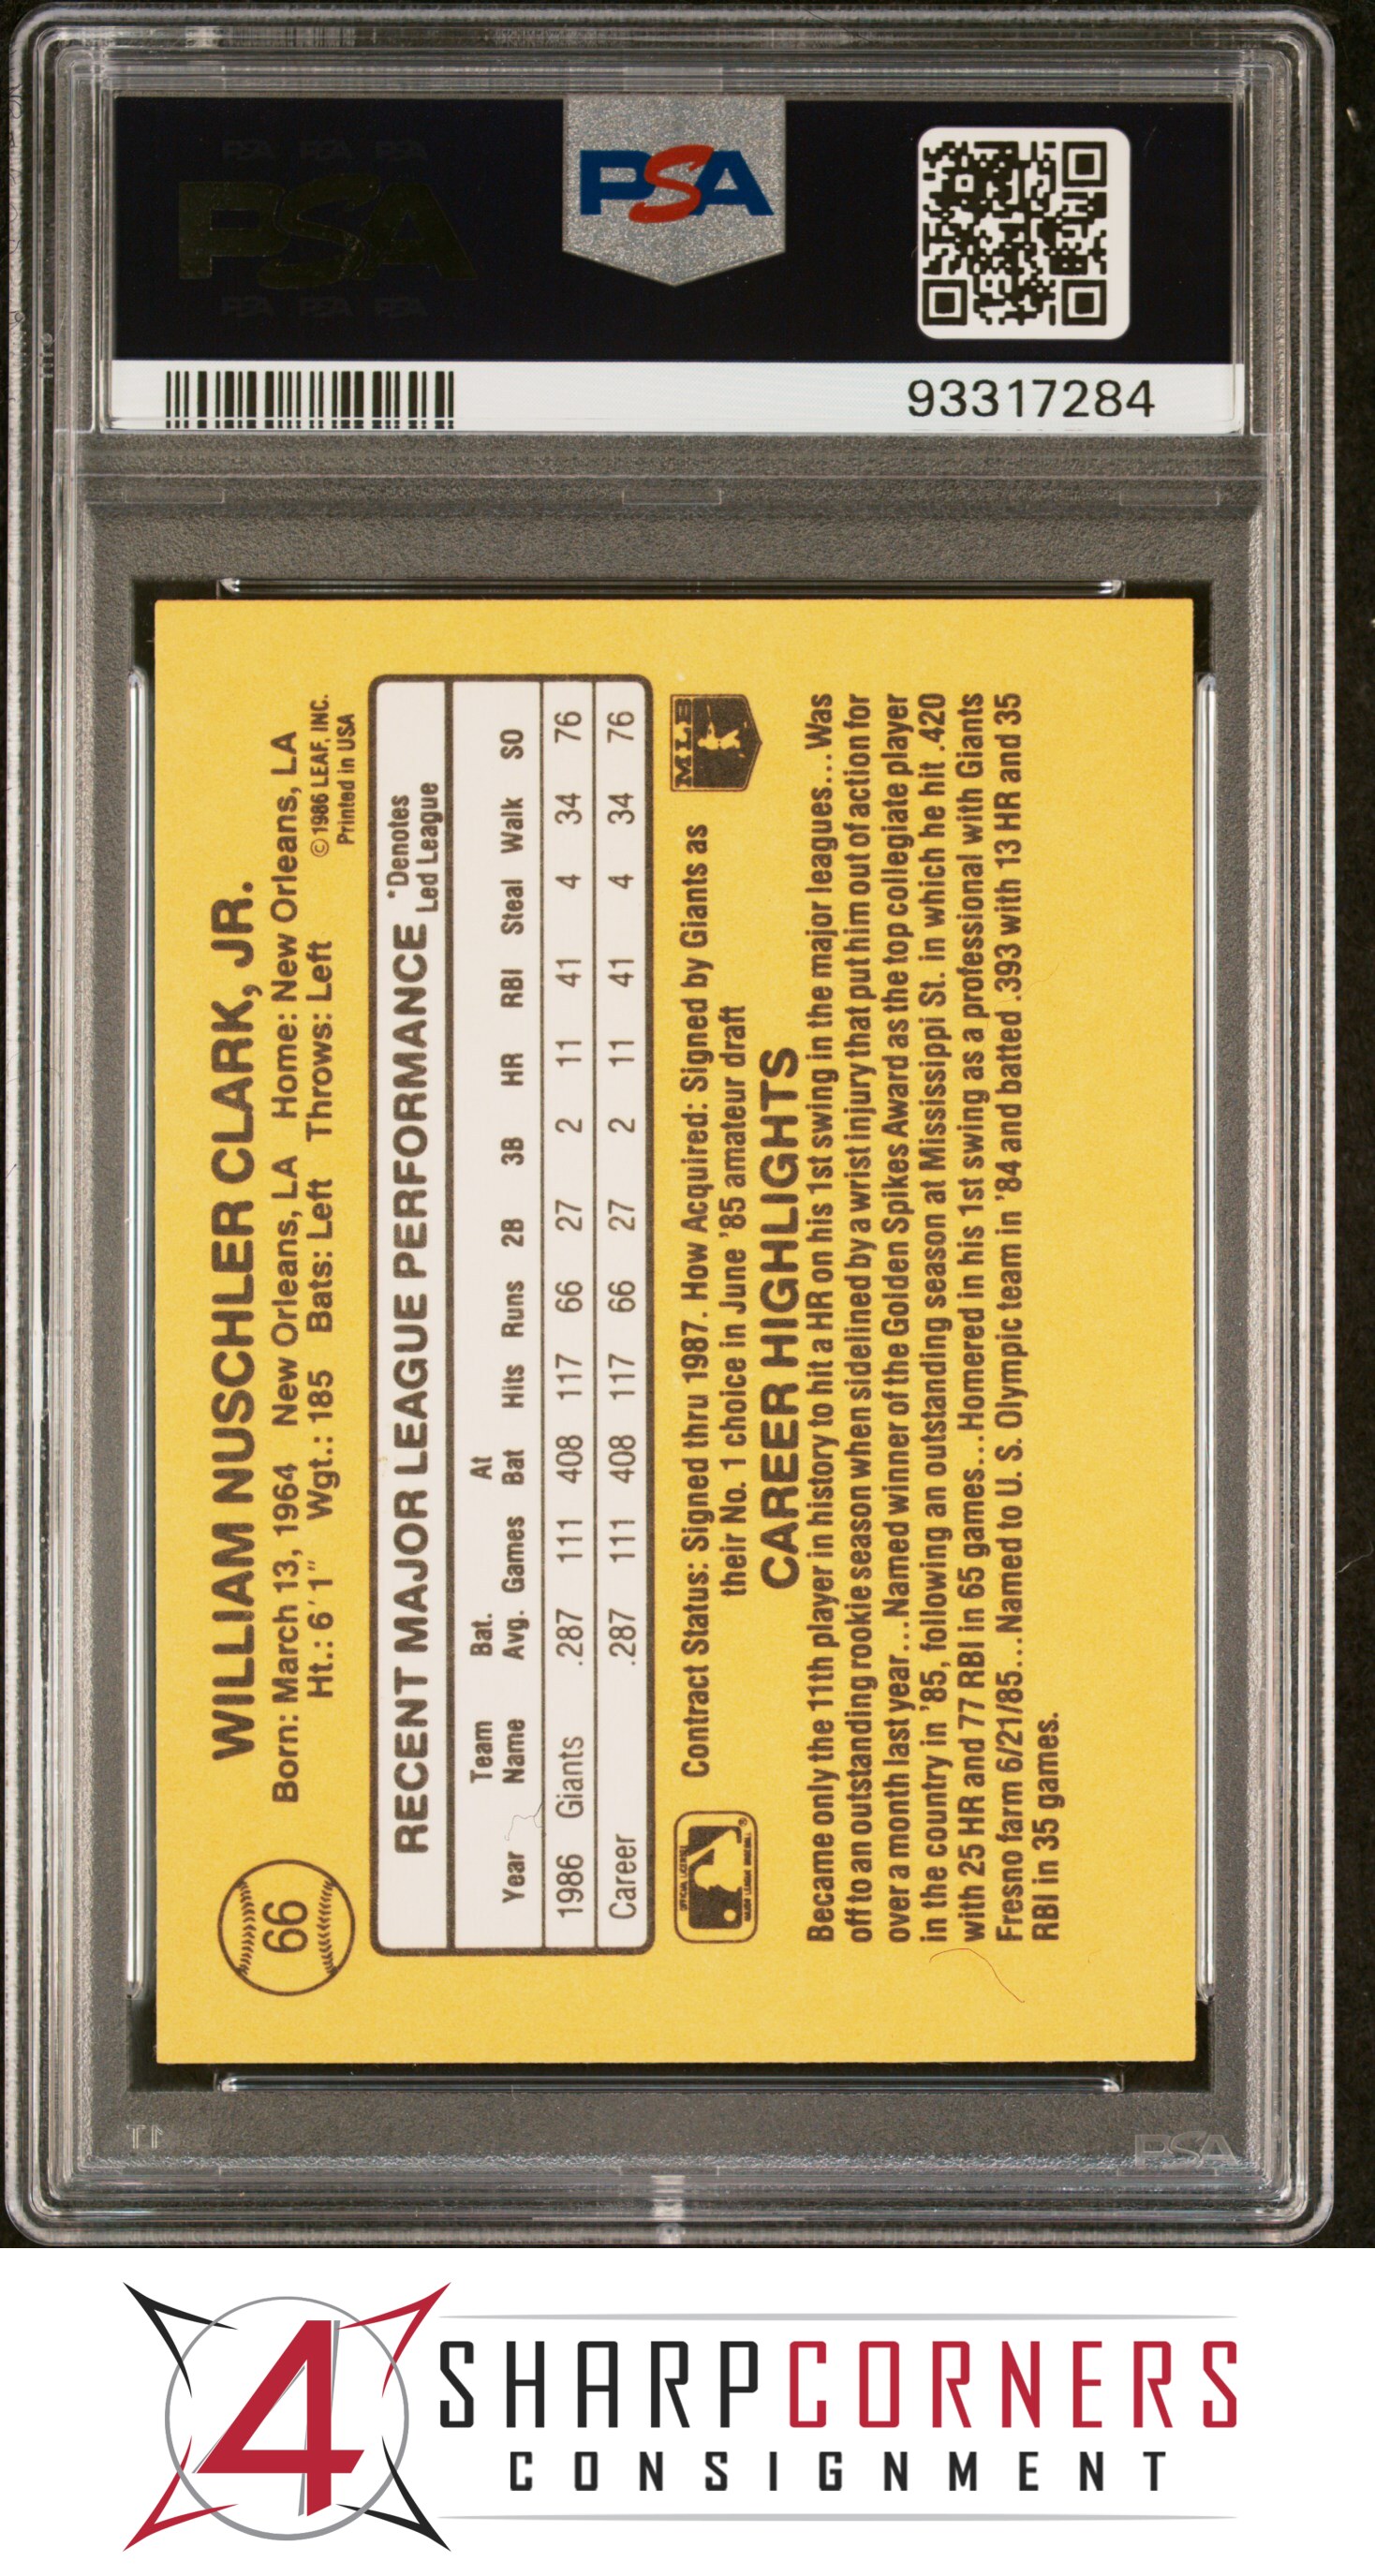 PSA PSA PSA
PSA
PSA PSA PSA
PSA
93317284
66
WILLIAM NUSCHLER CLARK, JR.
Born: March 13, 1964 New Orleans, LA Home: New Orleans, LA
Ht.: 6′1″ Wgt.: 185 Bats: Left Throws: Left
© 1986 LEAF, INC.
Printed in USA
RECENT MAJOR LEAGUE PERFORMANCE
*Denotes
Led League
Team Bat. At
Year Name Avg. Games Bat Hits Runs 2B 3B HR RBI Steal Walk SO
1986 Giants .287 111 408 117 66 27 2 11 41 4 34 76
Career .287 111 408 117 66 27 2 11 41 4 34 76
Contract Status: Signed thru 1987. How Acquired: Signed by Giants as
their No. 1 choice in June '85 amateur draft
MLB
CAREER HIGHLIGHTS
Became only the 11th player in history to hit a HR on his 1st swing in the major leagues...Was
off to an outstanding rookie season when sidelined by a wrist injury that put him out of action for
over a month last year...Named winner of the Golden Spikes Award as the top collegiate player
in the country in '85, following an outstanding season at Mississippi St. in which he hit .420
with 25 HR and 77 RBI in 65 games...Homered in his 1st swing as a professional with Giants
Fresno farm 6/21/85...Named to U. S. Olympic team in '84 and batted .393 with 13 HR and 35
RBI in 35 games.
PSA
4
SHARPCORNERS
CONSIGNMENT